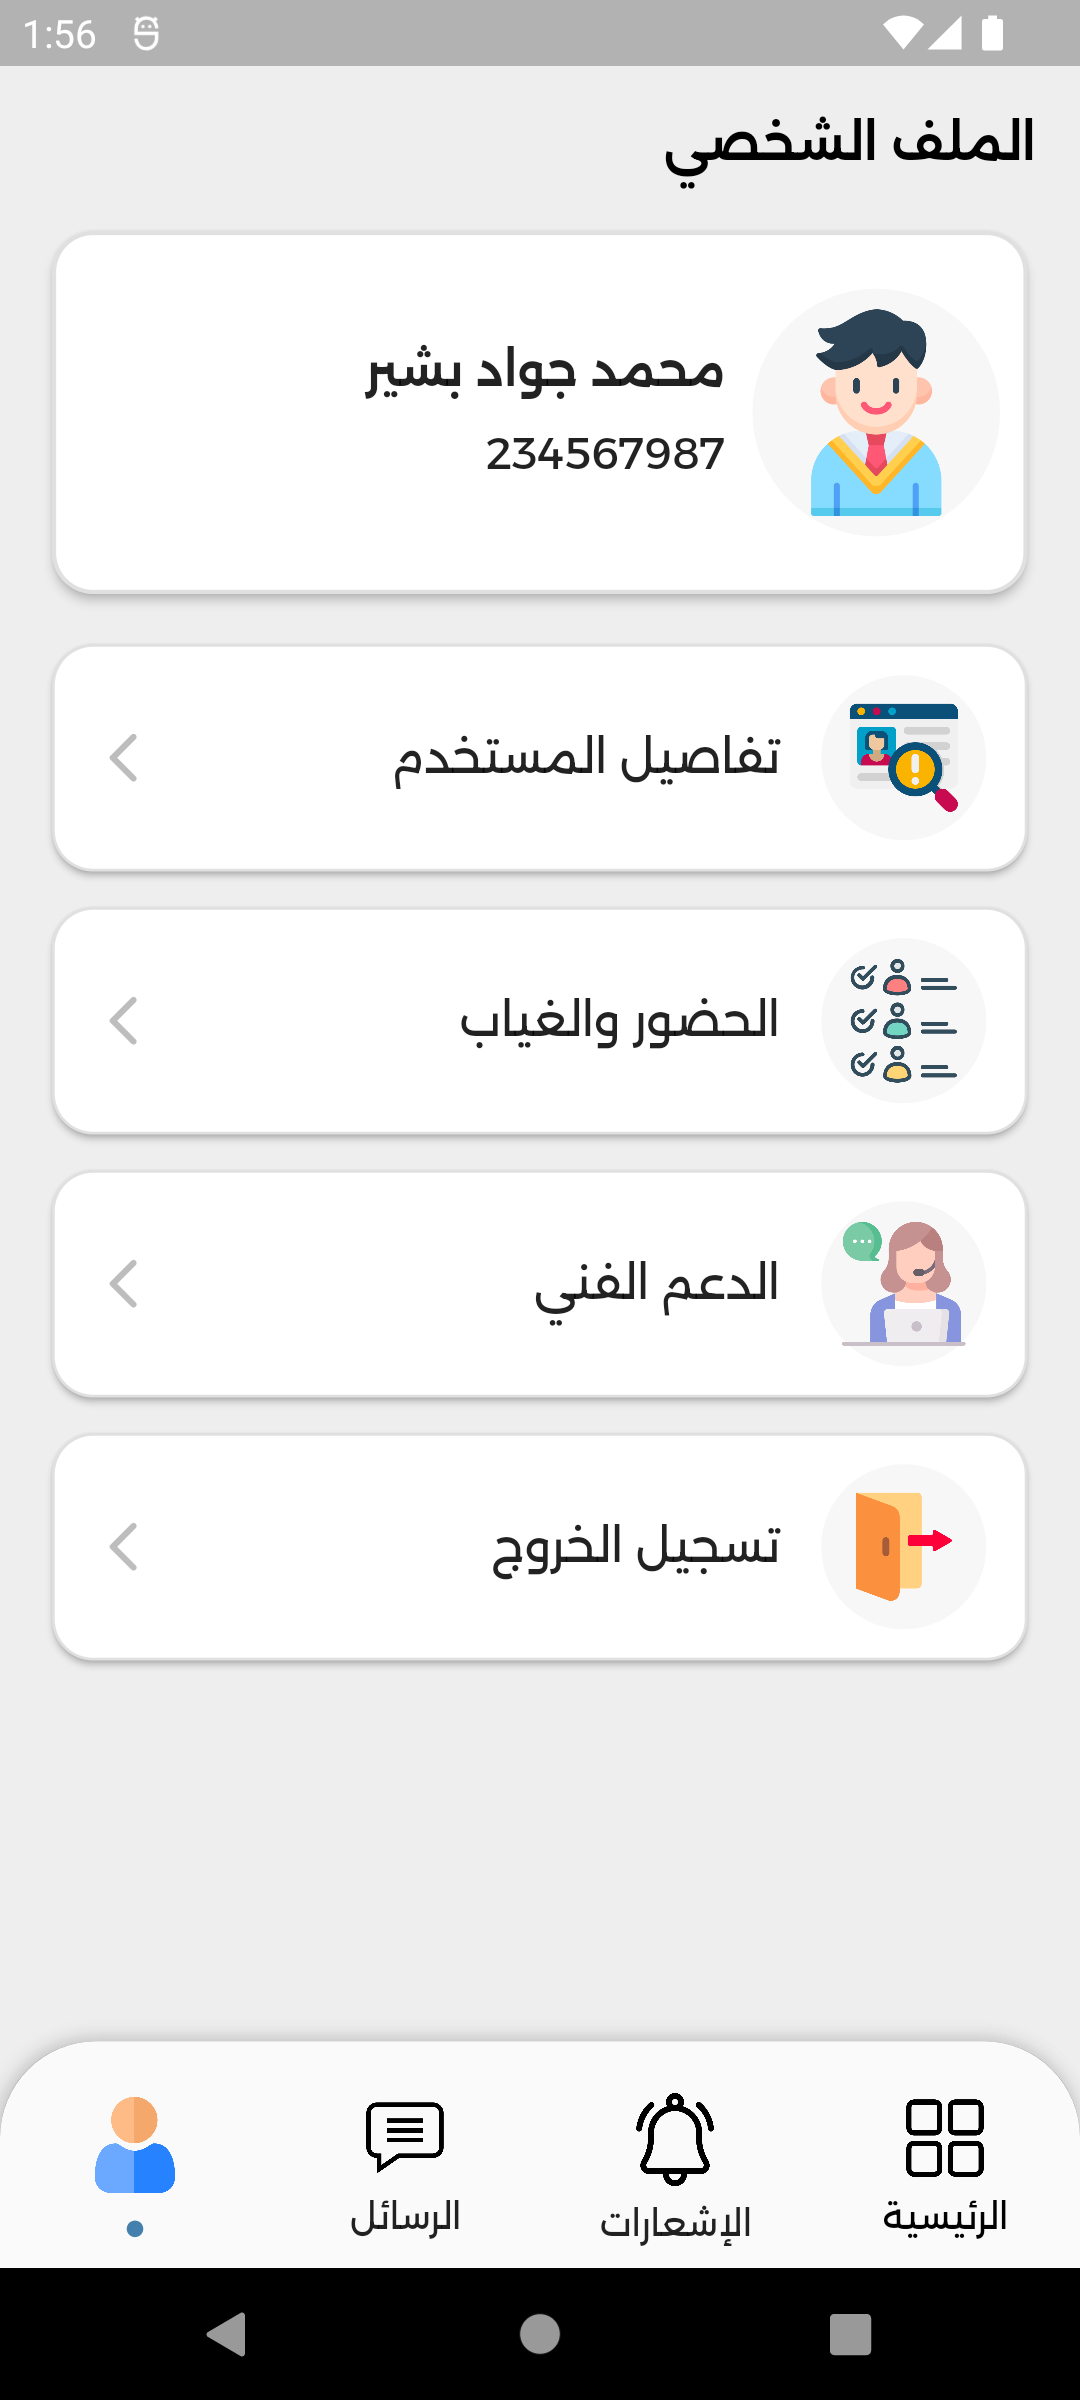 1:56
الملف الشخصي
محمد جواد بشير
234567987
تفاصيل المستخدم
الحضور والغياب
الدعم الفني
تسجيل الخروج
الرئيسية
الإشعارات
الرسائل